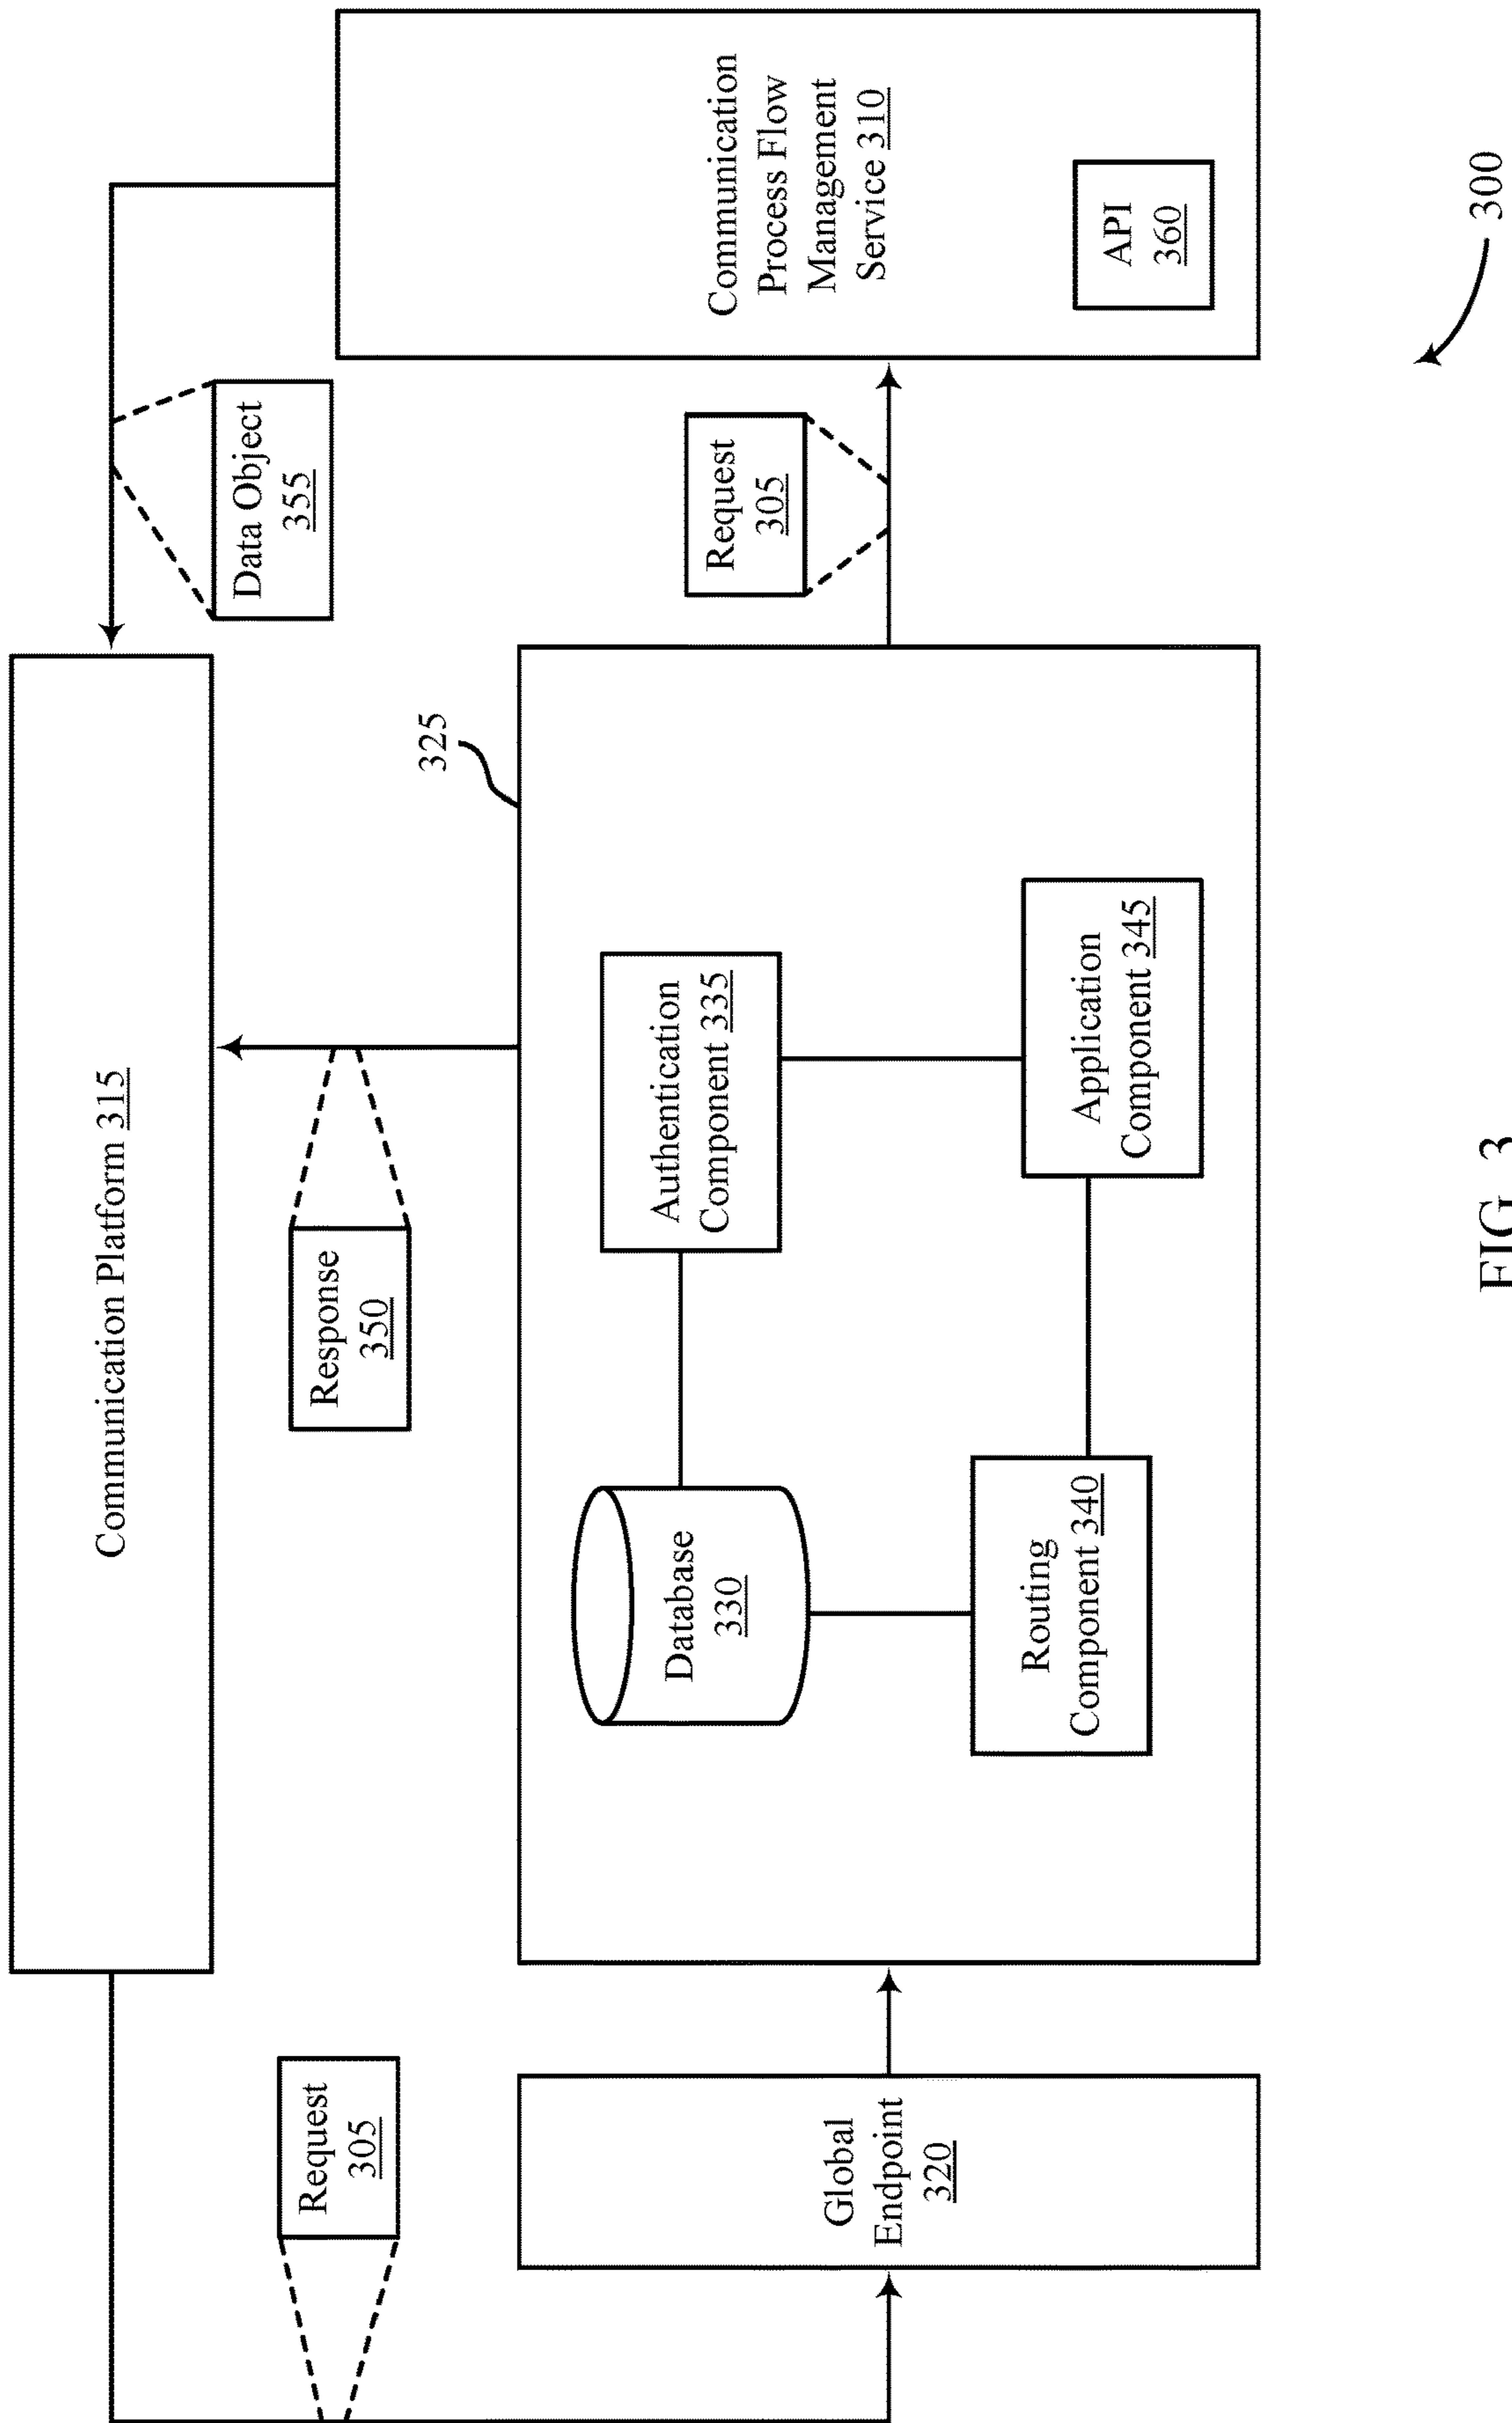 Communication Platform 315
Request
305
Response
350
Data Object
355
325
Global
Endpoint
320
Database
330
Authentication
Component 335
Routing
Component 340
Application
Component 345
Request
305
Communication
Process Flow
Management
Service 310
API
360
300
FIG. 3